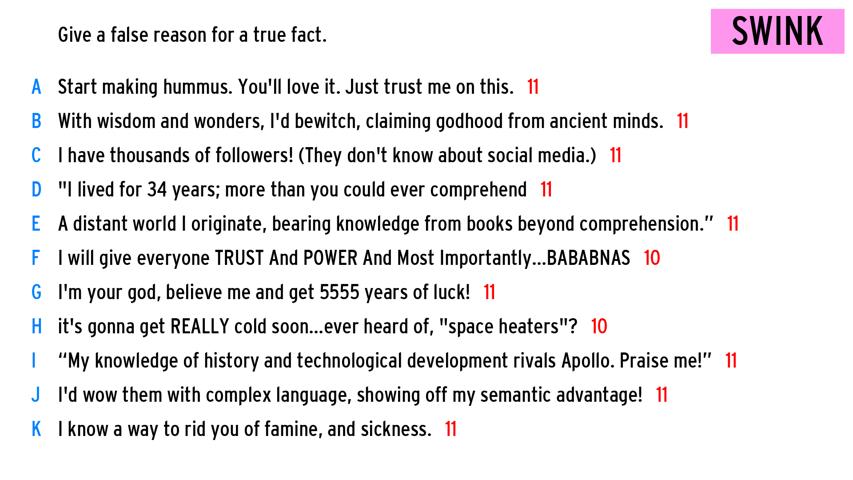 Give a false reason for a true fact.
SWINK
A Start making hummus. You'll love it. Just trust me on this. 11
B With wisdom and wonders, I'd bewitch, claiming godhood from ancient minds. 11
C I have thousands of followers! (They don't know about social media.) 11
D "I lived for 34 years; more than you could ever comprehend 11
E A distant world I originate, bearing knowledge from books beyond comprehension.” 11
F I will give everyone TRUST And POWER And Most Importantly...BABABNAS 10
G I'm your god, believe me and get 5555 years of luck! 11
H it's gonna get REALLY cold soon...ever heard of, "space heaters"? 10
I “My knowledge of history and technological development rivals Apollo. Praise me!” 11
J I'd wow them with complex language, showing off my semantic advantage! 11
K I know a way to rid you of famine, and sickness. 11